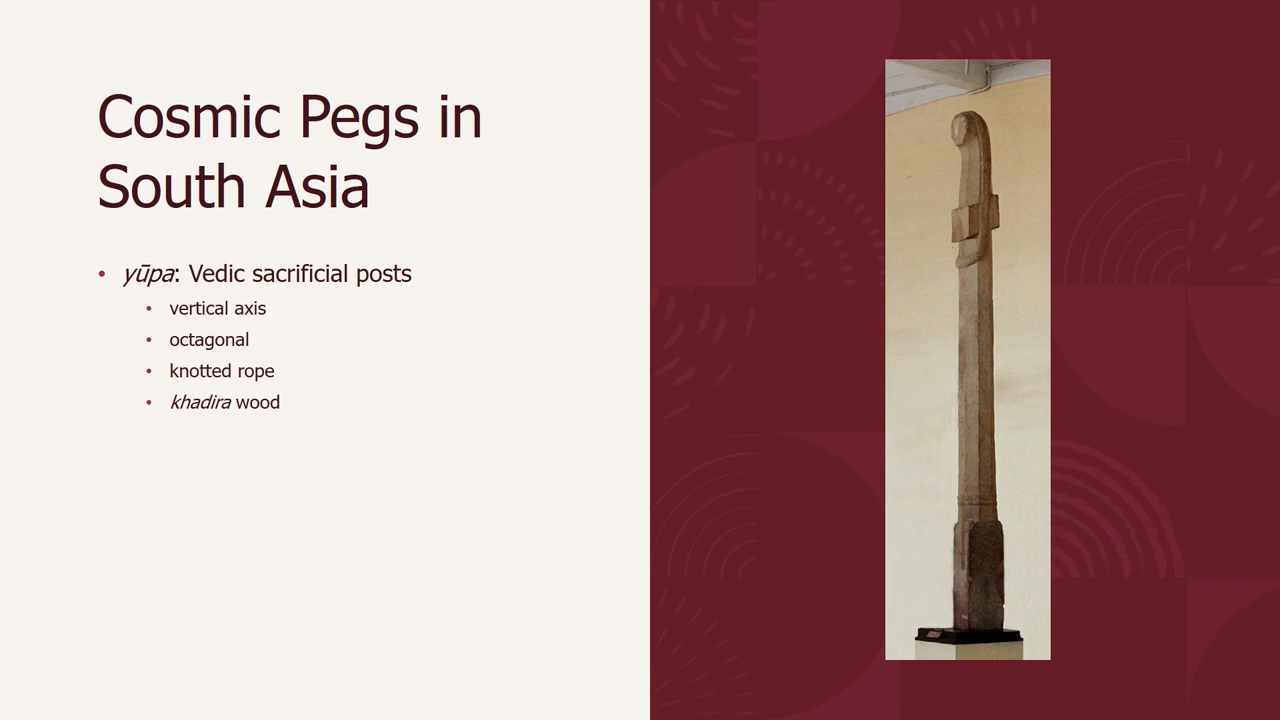 Cosmic Pegs in
South Asia
• yūpa: Vedic sacrificial posts
• vertical axis
• octagonal
• knotted rope
• khadira wood